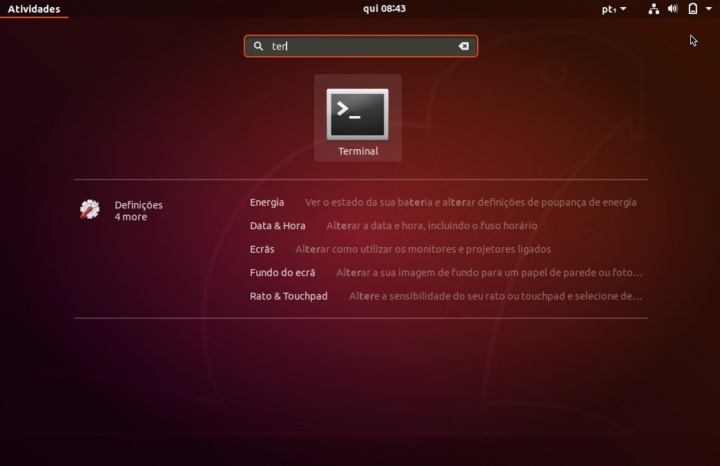 Atividades qui 08:43 pt₁
ter
Terminal
Definições
4 more
Energia Ver o estado da sua bateria e alterar definições de poupança de energia
Data & Hora Alterar a data e hora, incluindo o fuso horário
Ecrãs Alterar como utilizar os monitores e projetores ligados
Fundo do ecrã Alterar a sua imagem de fundo para um papel de parede ou foto…
Rato & Touchpad Altere a sensibilidade do seu rato ou touchpad e selecione de…